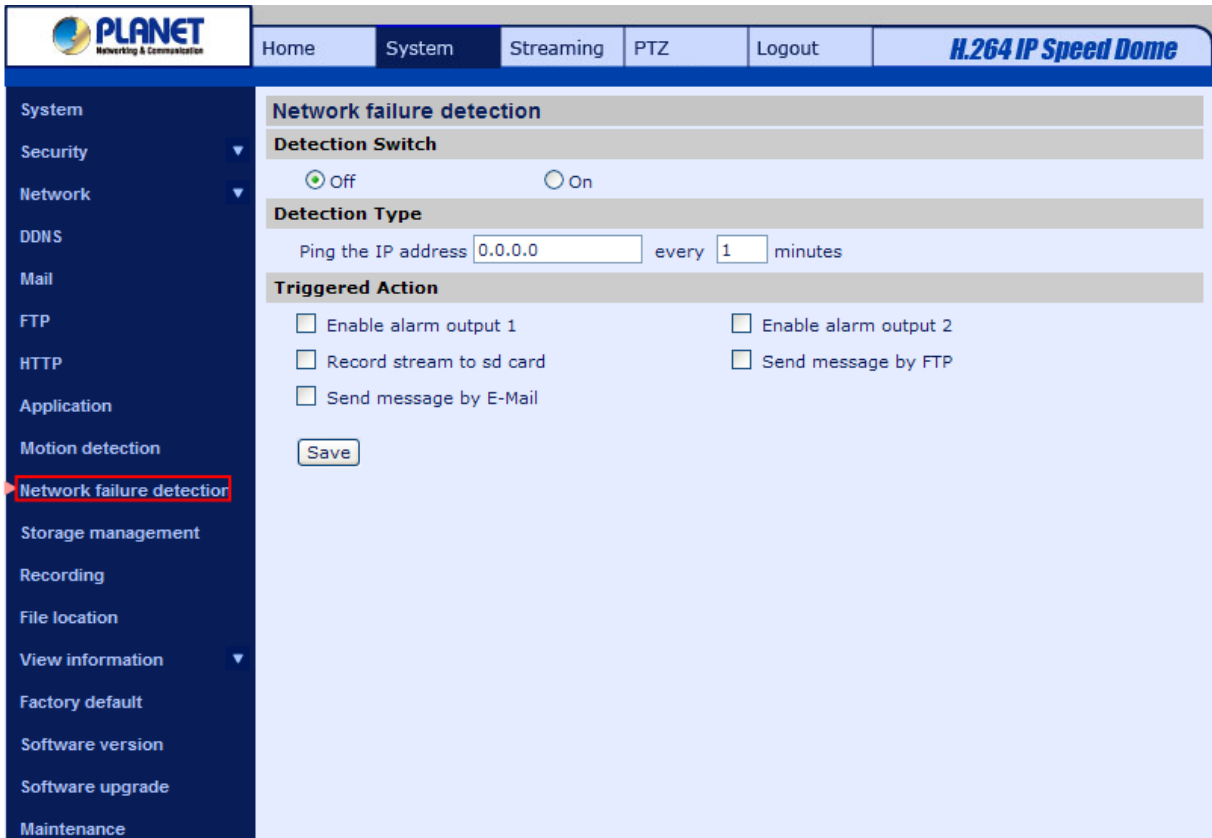 PLANET
Networking & Communication
Home System Streaming PTZ Logout H.264 IP Speed Dome
System
Security
Network
DDNS
Mail
FTP
HTTP
Application
Motion detection
Network failure detection
Storage management
Recording
File location
View information
Factory default
Software version
Software upgrade
Maintenance
Network failure detection
Detection Switch
Off On
Detection Type
Ping the IP address 0.0.0.0 every 1 minutes
Triggered Action
Enable alarm output 1 Enable alarm output 2
Record stream to sd card Send message by FTP
Send message by E-Mail
Save